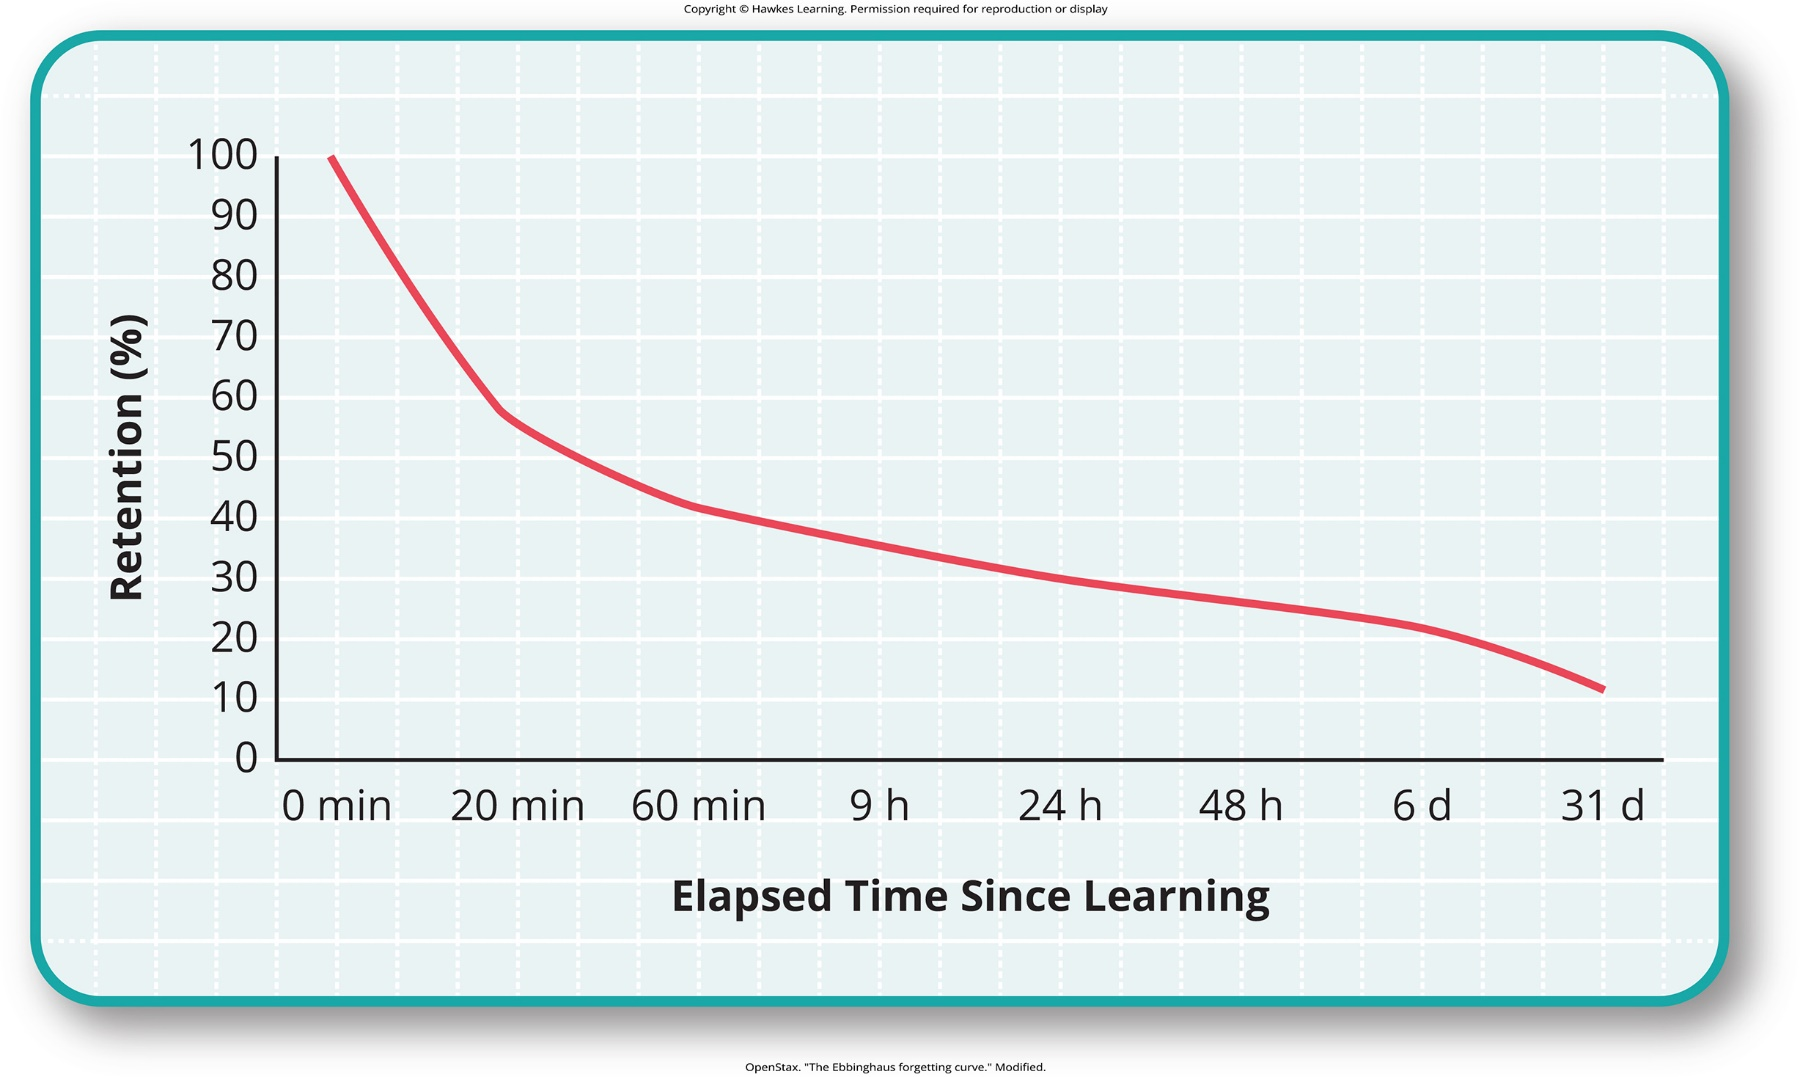 Copyright © Hawkes Learning. Permission required for reproduction or display
100
90
80
70
60
50
40
30
20
10
0
Retention (%)
0 min 20 min 60 min 9 h 24 h 48 h 6 d 31 d
Elapsed Time Since Learning
OpenStax. "The Ebbinghaus forgetting curve." Modified.